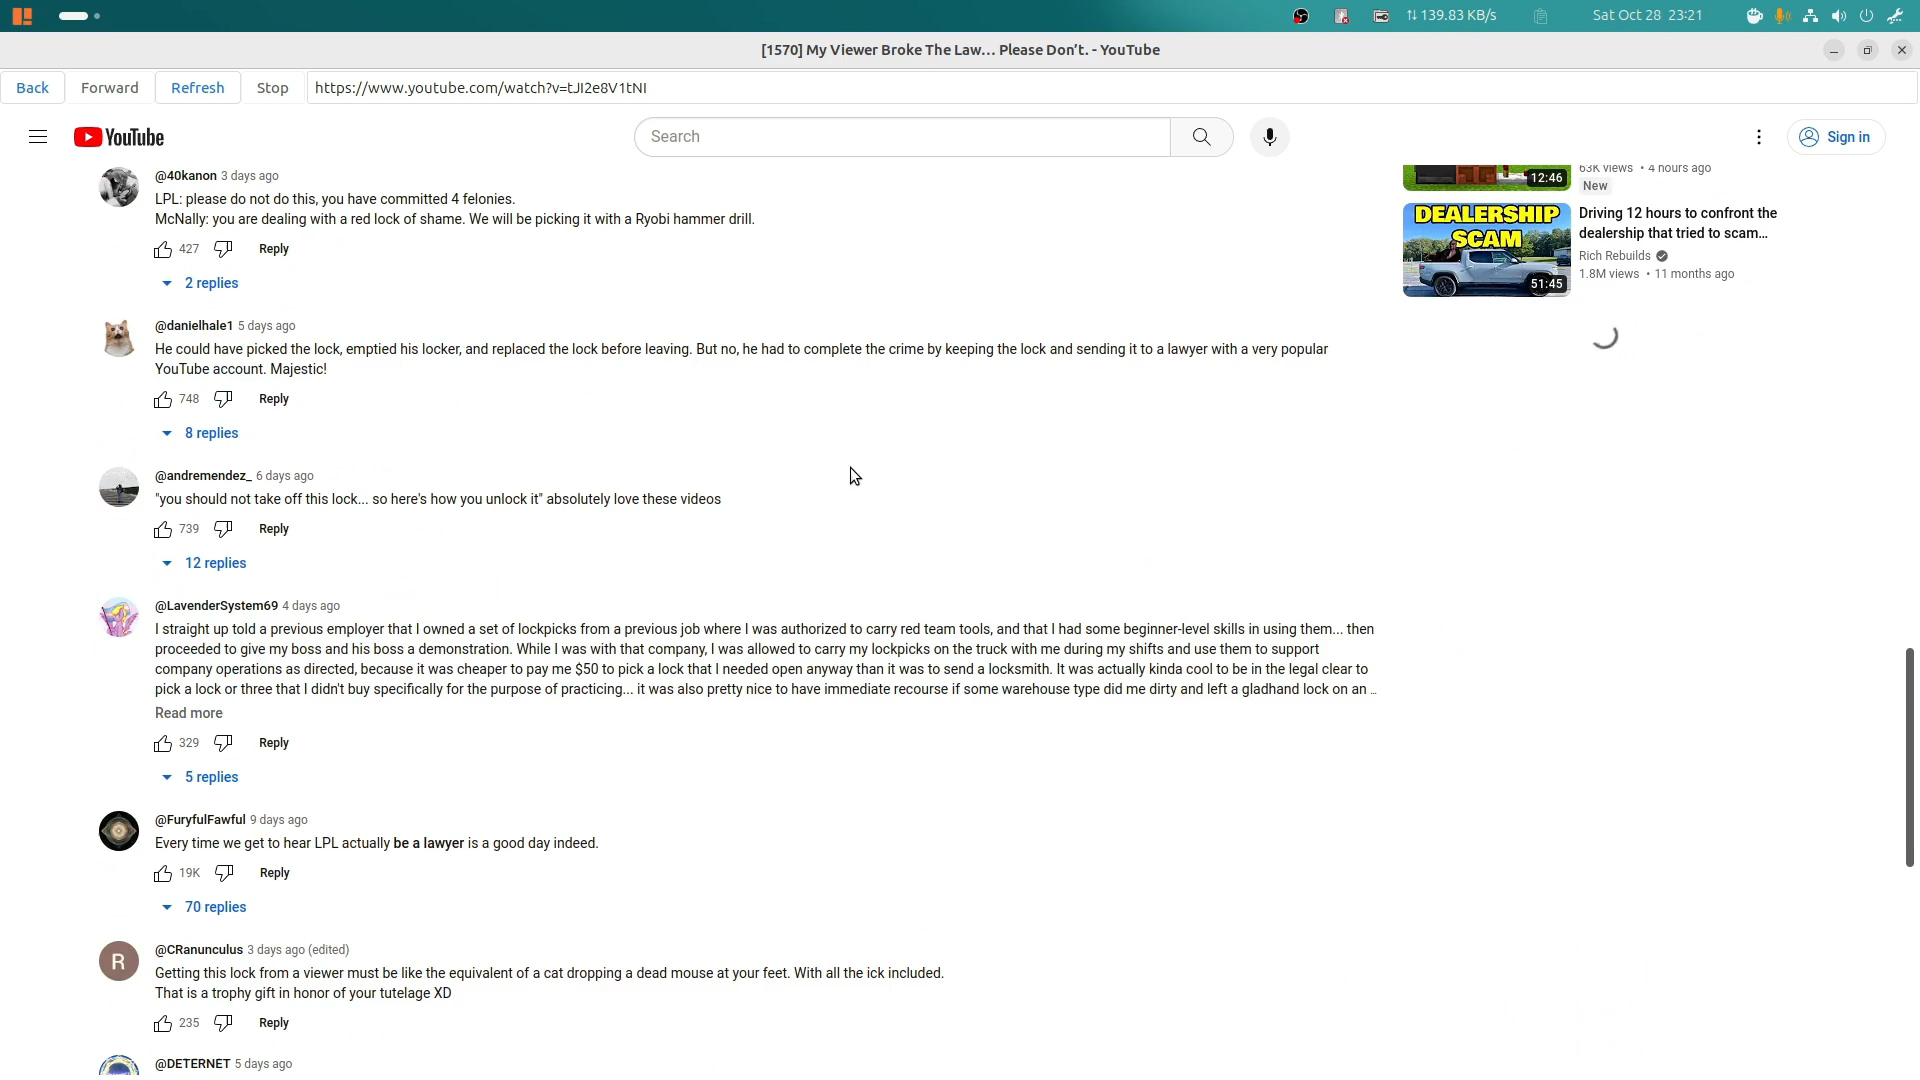 139.83 KB/s
Sat Oct 28 23:21
[1570] My Viewer Broke The Law... Please Don't. - YouTube
Back Forward Refresh Stop https://www.youtube.com/watch?v=tJI2e8V1tNI
YouTube Search Sign in
@40kanon 3 days ago
LPL: please do not do this, you have committed 4 felonies.
McNally: you are dealing with a red lock of shame. We will be picking it with a Ryobi hammer drill.
427 Reply
2 replies
@danielhale1 5 days ago
He could have picked the lock, emptied his locker, and replaced the lock before leaving. But no, he had to complete the crime by keeping the lock and sending it to a lawyer with a very popular
YouTube account. Majestic!
748 Reply
8 replies
@andremendez_ 6 days ago
"you should not take off this lock... so here's how you unlock it" absolutely love these videos
739 Reply
12 replies
@LavenderSystem69 4 days ago
I straight up told a previous employer that I owned a set of lockpicks from a previous job where I was authorized to carry red team tools, and that I had some beginner-level skills in using them... then
proceeded to give my boss and his boss a demonstration. While I was with that company, I was allowed to carry my lockpicks on the truck with me during my shifts and use them to support
company operations as directed, because it was cheaper to pay me $50 to pick a lock that I needed open anyway than it was to send a locksmith. It was actually kinda cool to be in the legal clear to
pick a lock or three that I didn't buy specifically for the purpose of practicing... it was also pretty nice to have immediate recourse if some warehouse type did me dirty and left a gladhand lock on an ...
Read more
329 Reply
5 replies
@FuryfulFawful 9 days ago
Every time we get to hear LPL actually be a lawyer is a good day indeed.
19K Reply
70 replies
R
@CRanunculus 3 days ago (edited)
Getting this lock from a viewer must be like the equivalent of a cat dropping a dead mouse at your feet. With all the ick included.
That is a trophy gift in honor of your tutelage XD
235 Reply
@DETERNET 5 days ago
12:46
63K views • 4 hours ago
New
DEALERSHIP
SCAM
51:45
Driving 12 hours to confront the
dealership that tried to scam...
Rich Rebuilds
1.8M views • 11 months ago